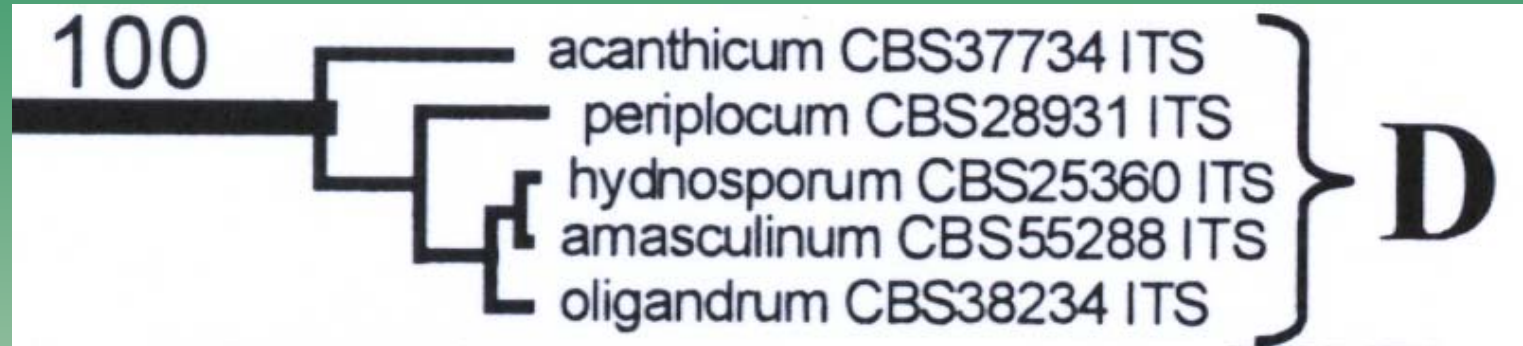 100
acanthicum CBS37734 ITS
periplocum CBS28931 ITS
hydnosporum CBS25360 ITS
amasculinum CBS55288 ITS
oligandrum CBS38234 ITS
D